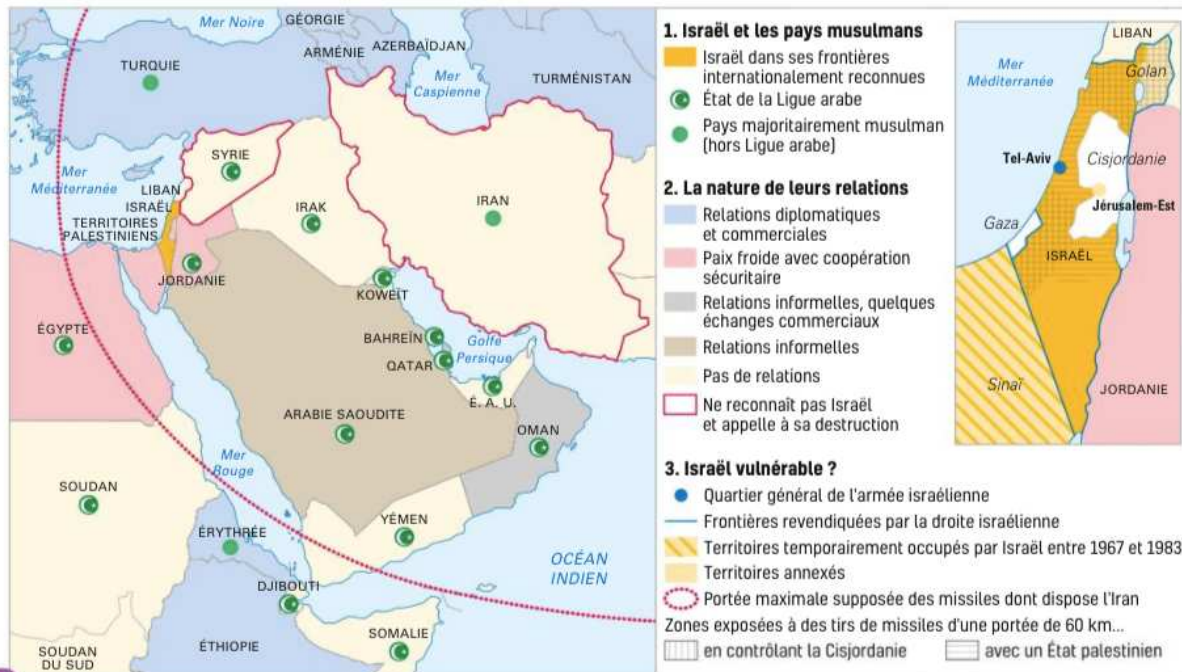 Mer Noire
GÉORGIE
ARMÉNIE
AZERBAÏDJAN
TURQUIE
Mer
Caspienne
TURMÉNISTAN
Mer
Méditerranée
SYRIE
LIBAN
ISRAËL
TERRITOIRES
PALESTINIENS
IRAK
IRAN
JORDANIE
KOWEÏT
ÉGYPTE
BAHREÏN
Golfe
Persique
QATAR
É. A. U.
ARABIE SAOUDITE
OMAN
Mer
Rouge
SOUDAN
YÉMEN
ÉRYTHRÉE
OCÉAN
INDIEN
DJIBOUTI
ÉTHIOPIE
SOMALIE
SOUDAN
DU SUD
1. Israël et les pays musulmans
Israël dans ses frontières
internationalement reconnues
État de la Ligue arabe
Pays majoritairement musulman
[hors Ligue arabe]
2. La nature de leurs relations
Relations diplomatiques
et commerciales
Paix froide avec coopération
sécuritaire
Relations informelles, quelques
échanges commerciaux
Relations informelles
Pas de relations
Ne reconnaît pas Israël
et appelle à sa destruction
3. Israël vulnérable ?
Quartier général de l'armée israélienne
Frontières revendiquées par la droite israélienne
Territoires temporairement occupés par Israël entre 1967 et 1983
Territoires annexés
Portée maximale supposée des missiles dont dispose l'Iran
Zones exposées à des tirs de missiles d'une portée de 60 km...
en contrôlant la Cisjordanie
avec un État palestinien
LIBAN
Mer
Méditerranée
Golan
Tel-Aviv
Cisjordanie
Jérusalem-Est
Gaza
ISRAËL
Sinaï
JORDANIE